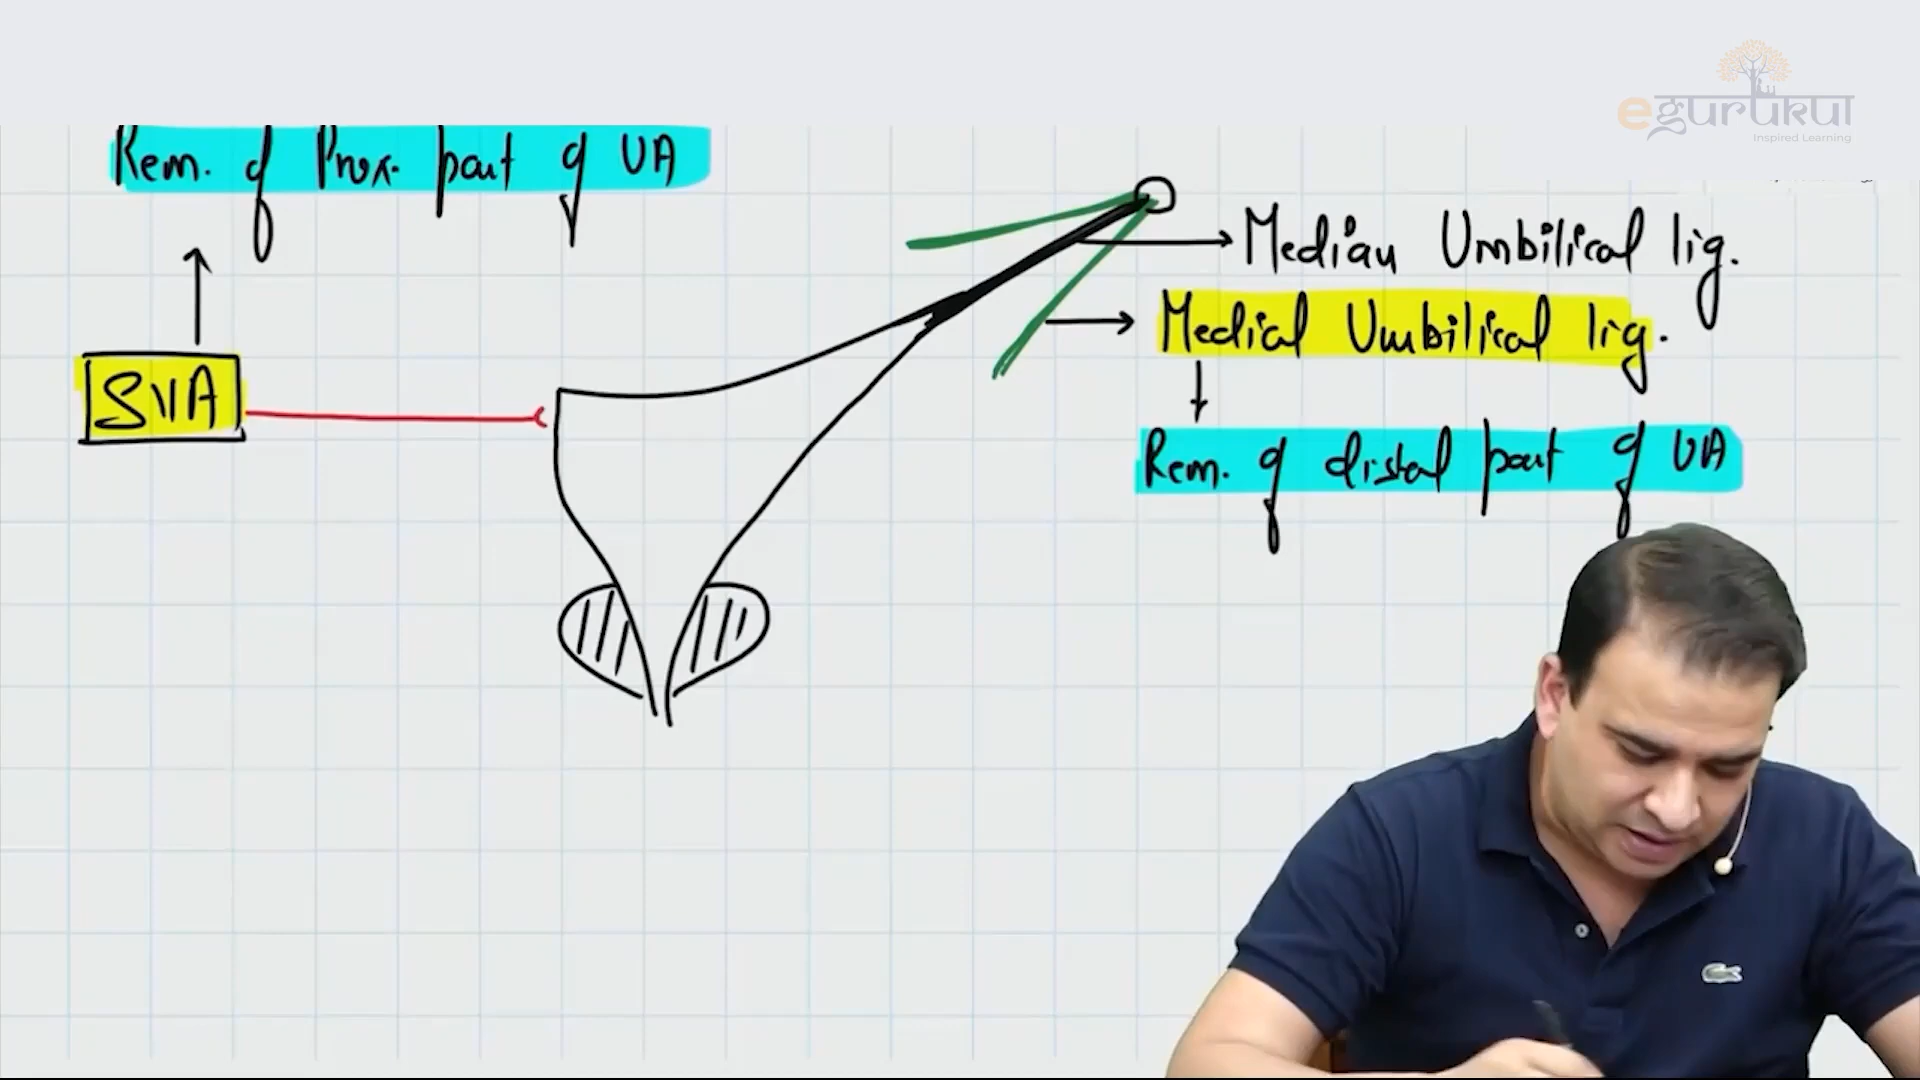 egurukul
Inspired Learning
Rem. of Prox. part of UA
SVA
Median Umbilical lig.
Medial Umbilical lig.
Rem. of distal part of UA